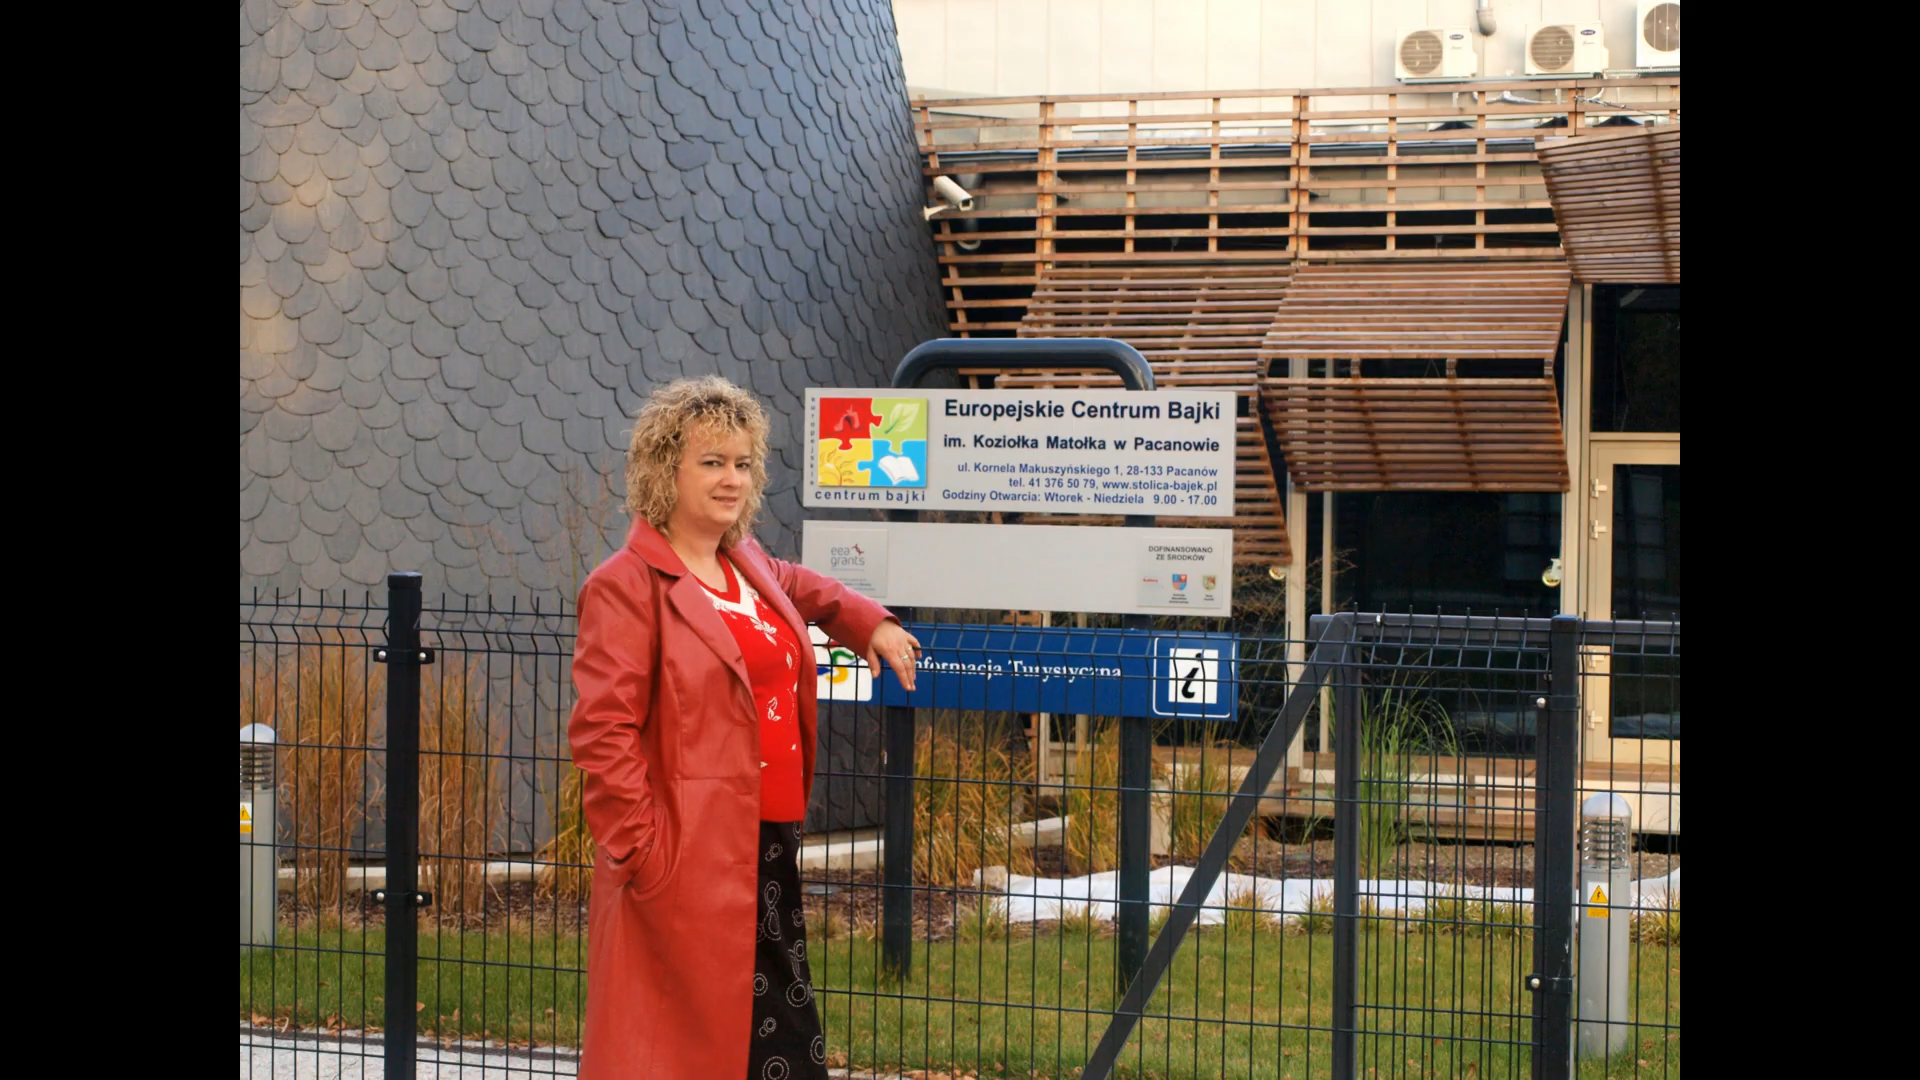 europejskie
centrum bajki
Europejskie Centrum Bajki
im. Koziołka Matołka w Pacanowie
ul. Kornela Makuszyńskiego 1, 28-133 Pacanów
tel. 41 376 50 79, www.stolica-bajek.pl
Godziny Otwarcia: Wtorek - Niedziela 9.00 - 17.00
eea
grants
DOFINANSOWANO
ZE ŚRODKÓW
Informacja Turystyczna
i